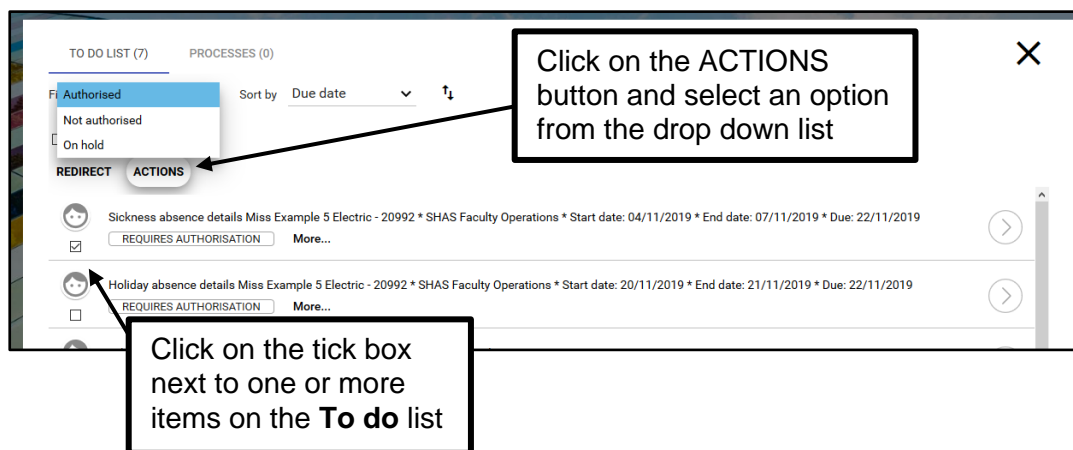 TO DO LIST (7) PROCESSES (0)
Click on the ACTIONS
button and select an option
from the drop down list
Authorised
Sort by Due date
Not authorised
On hold
REDIRECT ACTIONS
Sickness absence details Miss Example 5 Electric - 20992 * SHAS Faculty Operations * Start date: 04/11/2019 * End date: 07/11/2019 * Due: 22/11/2019
REQUIRES AUTHORISATION More...
Holiday absence details Miss Example 5 Electric - 20992 * SHAS Faculty Operations * Start date: 20/11/2019 * End date: 21/11/2019 * Due: 22/11/2019
REQUIRES AUTHORISATION More...
Click on the tick box
next to one or more
items on the To do list